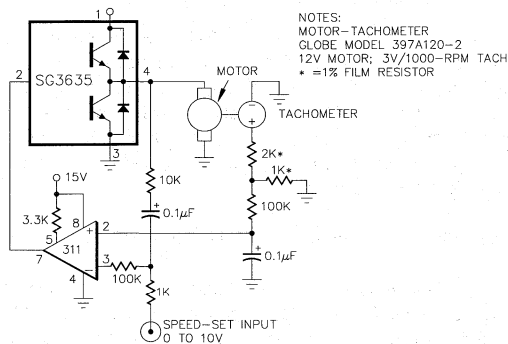 NOTES:
MOTOR-TACHOMETER
GLOBE MODEL 397A120-2
12V MOTOR; 3V/1000-RPM TACH
* =1% FILM RESISTOR
1
2
SG3635
4
3
MOTOR
TACHOMETER
−
+
2K*
1K*
10K
+
0.1μF
100K
15V
3.3K
8
5
+
2
7
311
−
3
4
100K
+
0.1μF
1K
SPEED-SET INPUT
0 TO 10V